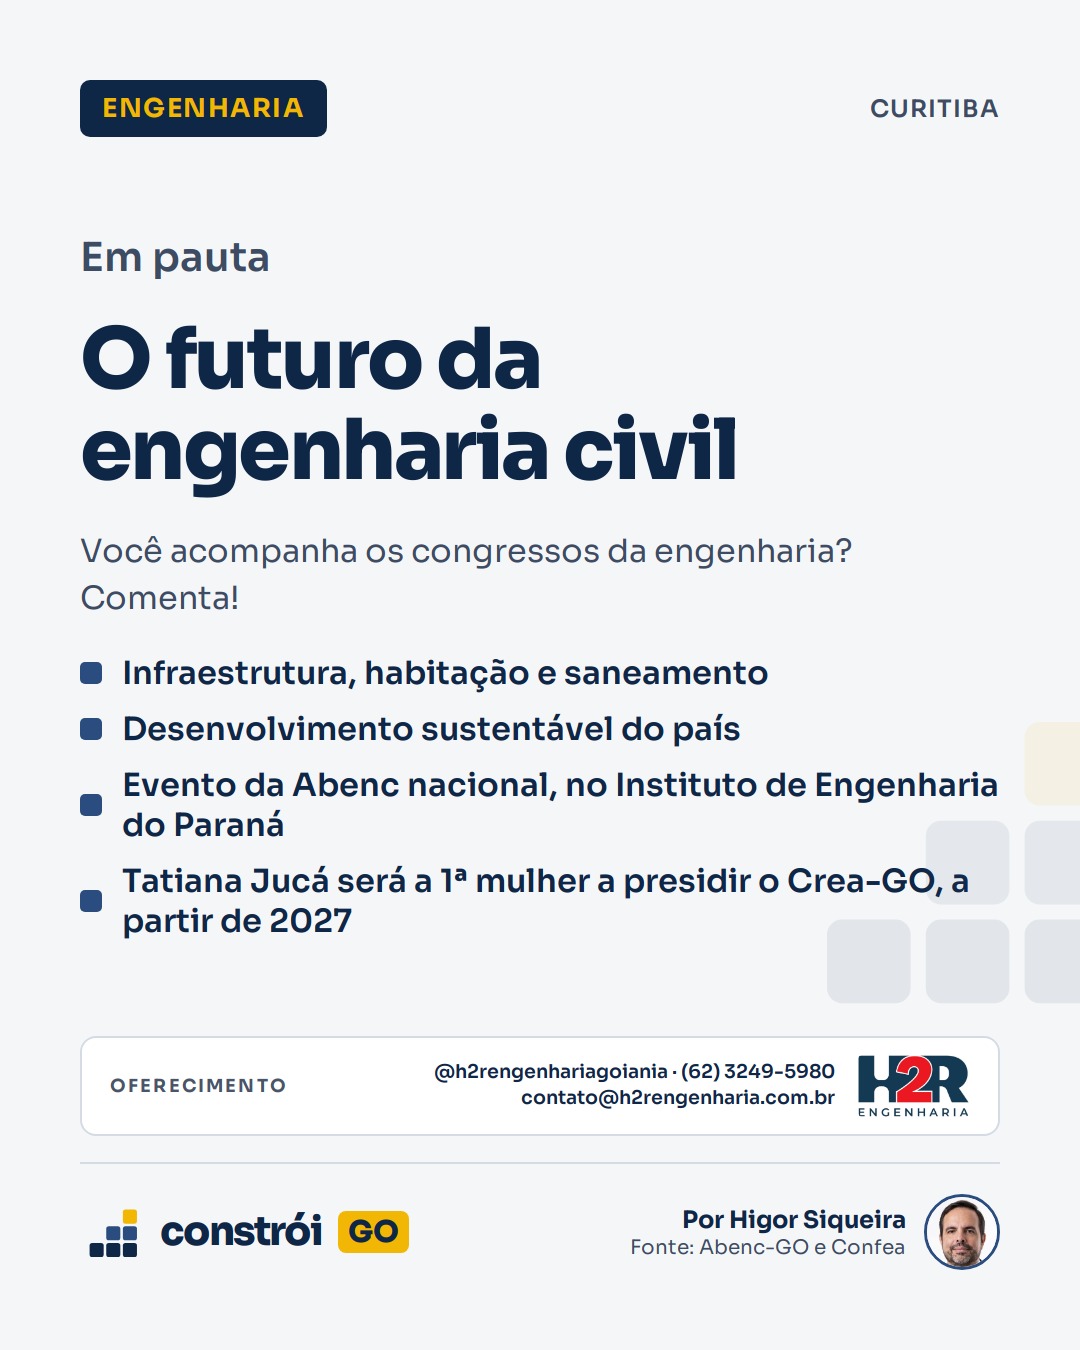 ENGENHARIA
CURITIBA
Em pauta
O futuro da
engenharia civil
Você acompanha os congressos da engenharia?
Comenta!
Infraestrutura, habitação e saneamento
Desenvolvimento sustentável do país
Evento da Abenc nacional, no Instituto de Engenharia
do Paraná
Tatiana Jucá será a 1ª mulher a presidir o Crea-GO, a
partir de 2027
OFERECIMENTO
@h2rengenhariagoiania · (62) 3249-5980
contato@h2rengenharia.com.br
H2R
ENGENHARIA
constrói GO
Por Higor Siqueira
Fonte: Abenc-GO e Confea